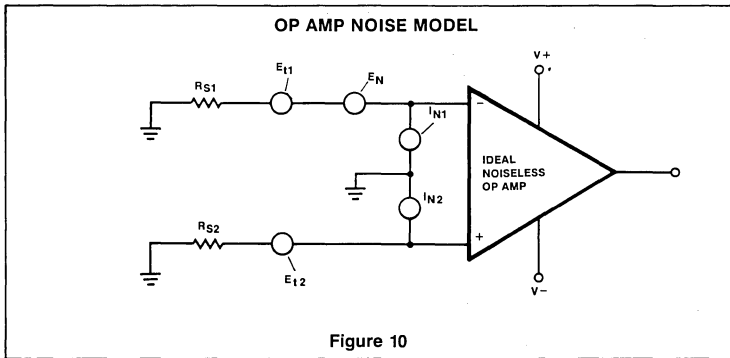 OP AMP NOISE MODEL
V+
RS1
Et1
EN
IN1
−
IDEAL
NOISELESS
OP AMP
IN2
RS2
+
Et2
V−
Figure 10